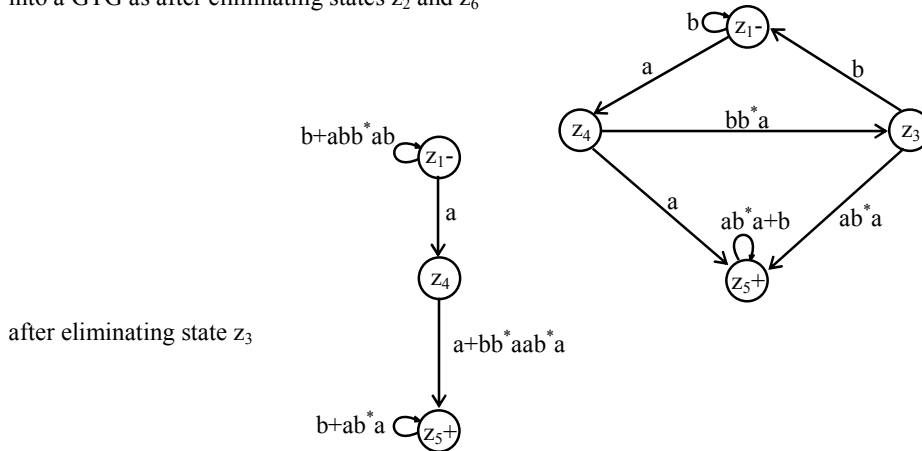 into a GTG as after eliminating states z₂ and z₆
b
z₁-
a
b
z₄
bb*a
z₃
a
ab*a+b
ab*a
z₅+
b+abb*ab
z₁-
a
z₄
after eliminating state z₃
a+bb*aab*a
b+ab*a
z₅+